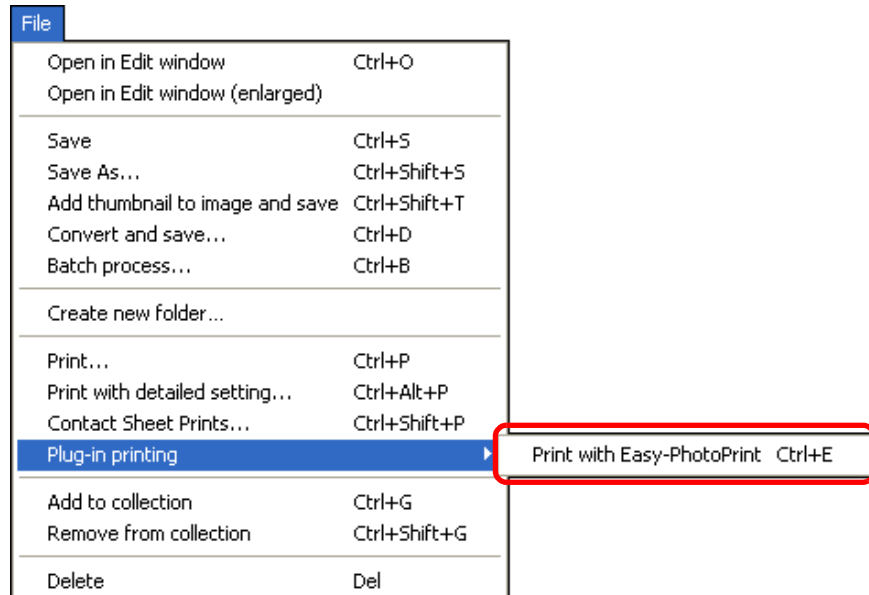 File
Open in Edit window Ctrl+O
Open in Edit window (enlarged)
Save Ctrl+S
Save As... Ctrl+Shift+S
Add thumbnail to image and save Ctrl+Shift+T
Convert and save... Ctrl+D
Batch process... Ctrl+B
Create new folder...
Print... Ctrl+P
Print with detailed setting... Ctrl+Alt+P
Contact Sheet Prints... Ctrl+Shift+P
Plug-in printing Print with Easy-PhotoPrint Ctrl+E
Add to collection Ctrl+G
Remove from collection Ctrl+Shift+G
Delete Del